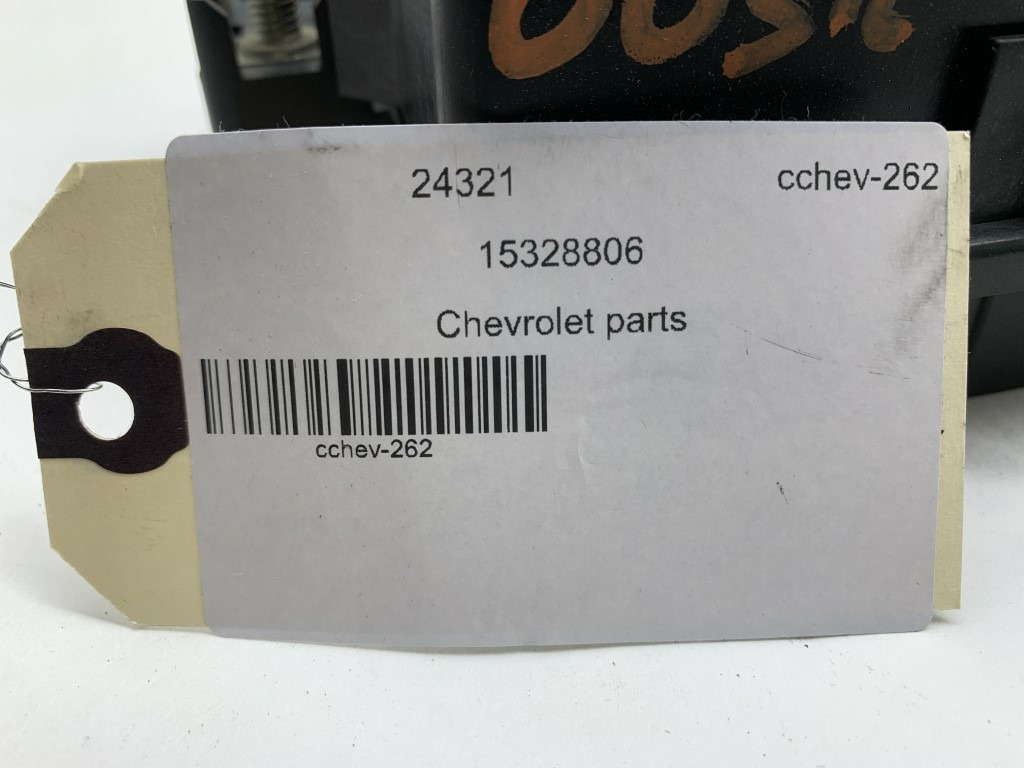 24321 cchev-262
15328806
Chevrolet parts
cchev-262